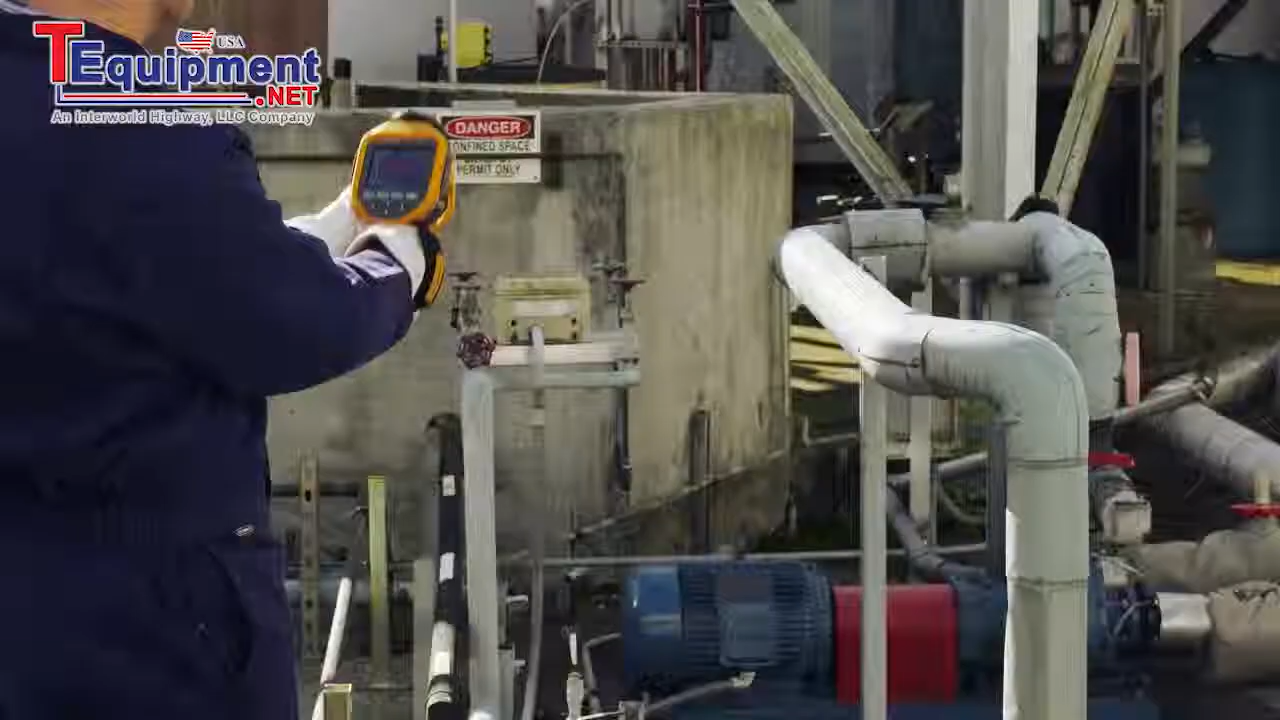 TEquipment
USA
.NET
An Interworld Highway, LLC Company
DANGER
CONFINED SPACE
PERMIT ONLY